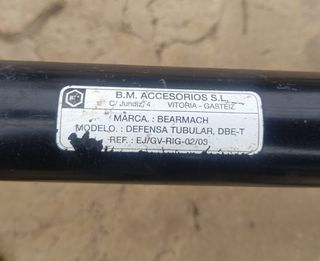 B.M. ACCESORIOS S.L.
C/ Jundiz, 4 VITORIA - GASTEIZ
MARCA. : BEARMACH
MODELO. : DEFENSA TUBULAR, DBE-T
REF. : EJ/GV-RIG-02/03